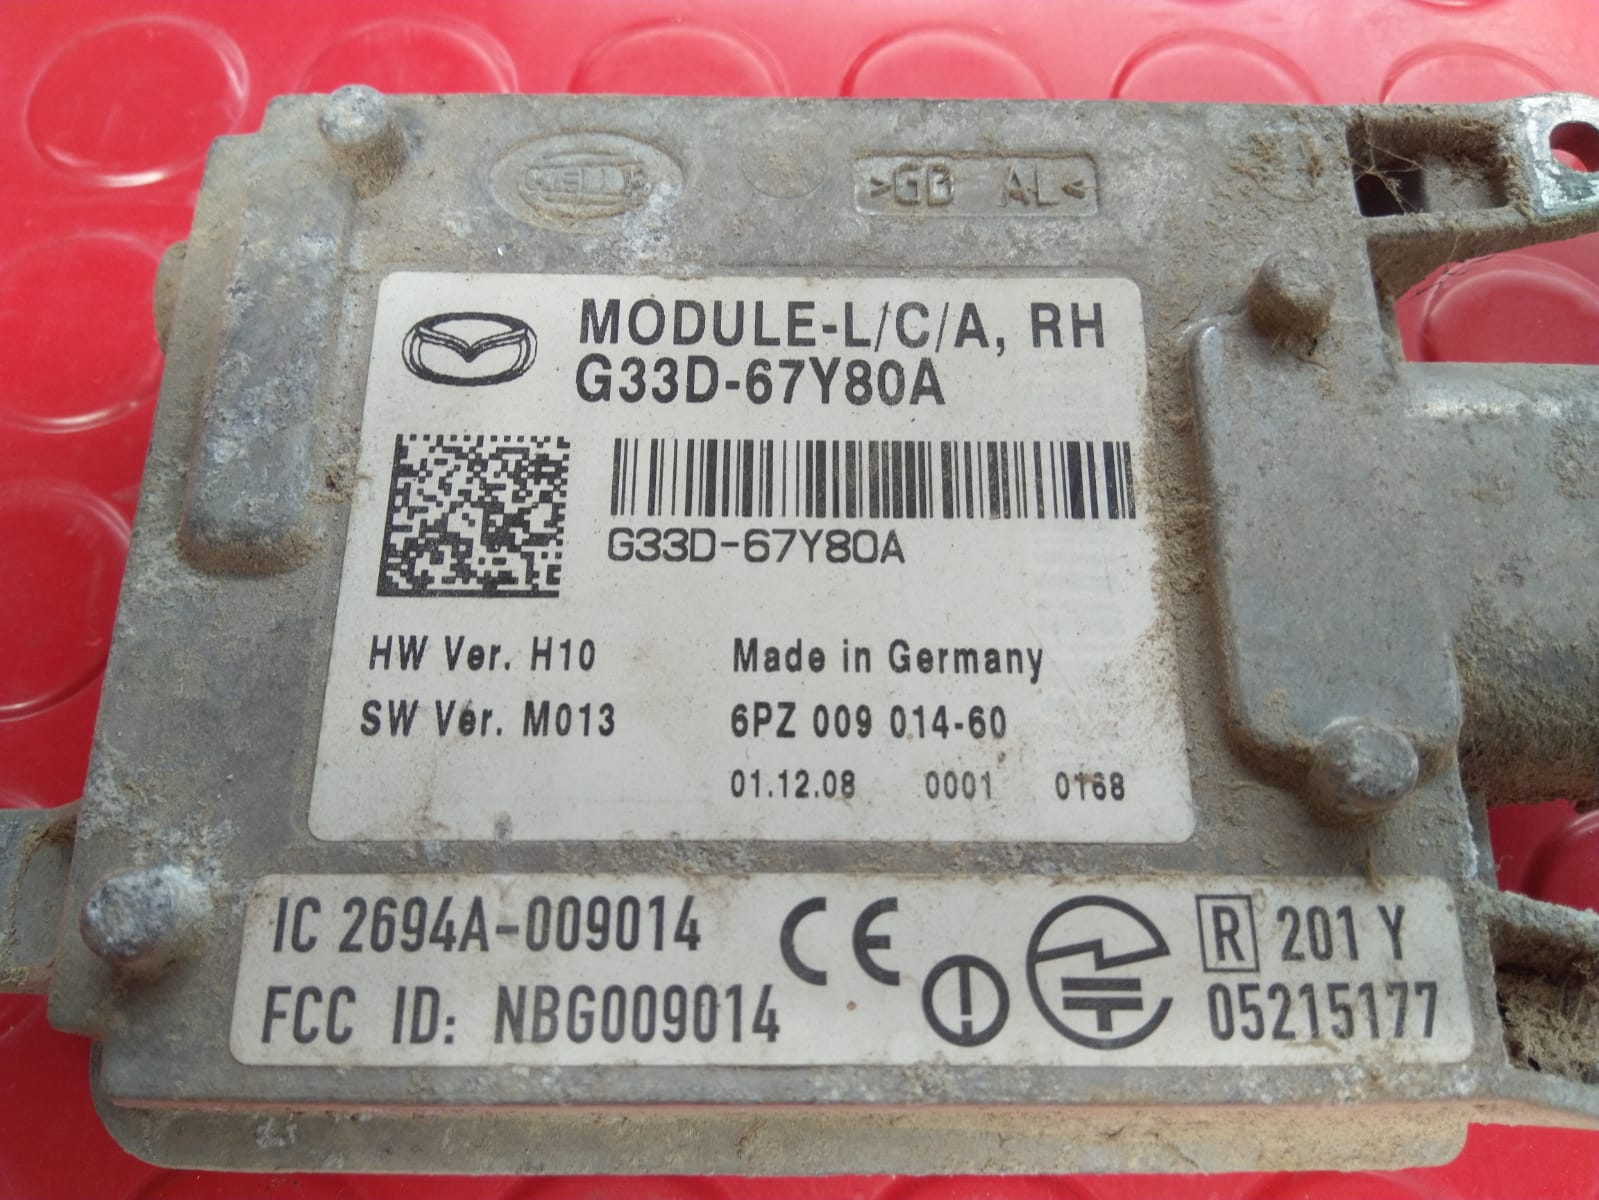 HELLA
>GD AL<
MODULE-L/C/A, RH
G33D-67Y80A
G33D-67Y80A
HW Ver. H10
Made in Germany
SW Ver. M013
6PZ 009 014-60
01.12.08 0001 0168
IC 2694A-009014
CE
R 201 Y
FCC ID: NBG009014
05215177